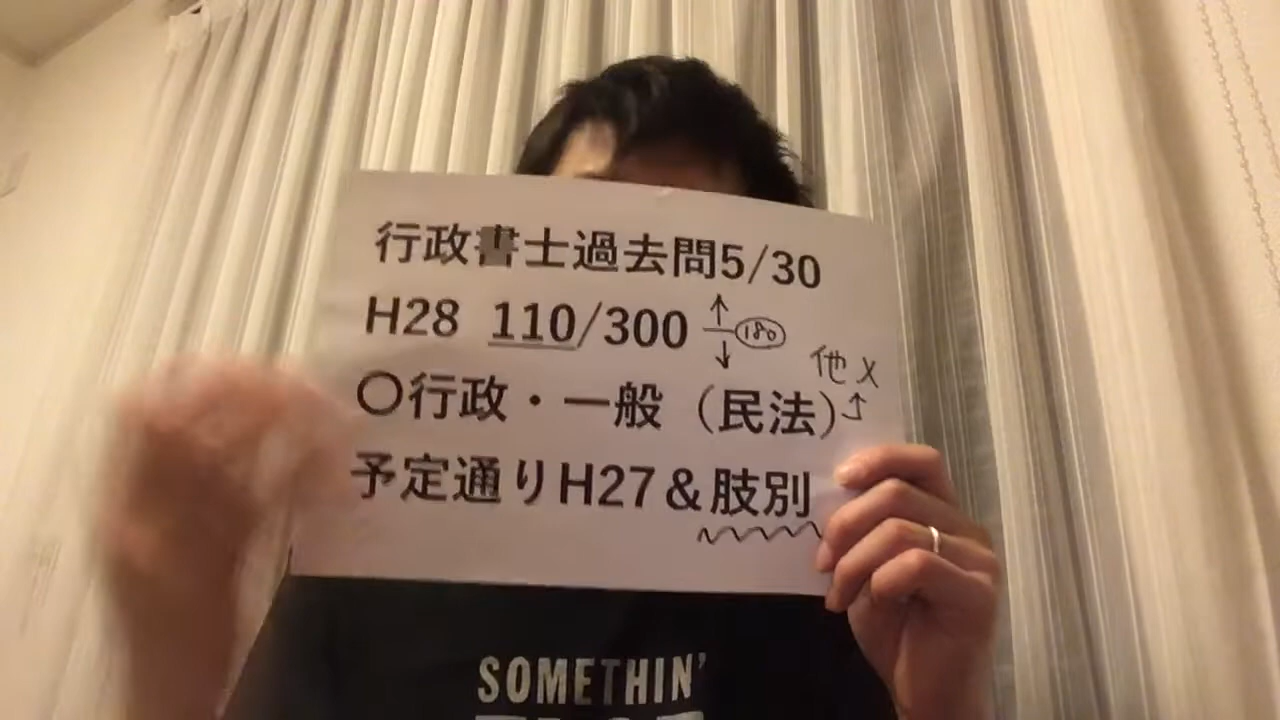 行政書士過去問5/30
H28 110/300 ↑ 180 ↓
他 ×
〇行政・一般（民法）
予定通りH27&肢別
SOMETHIN'